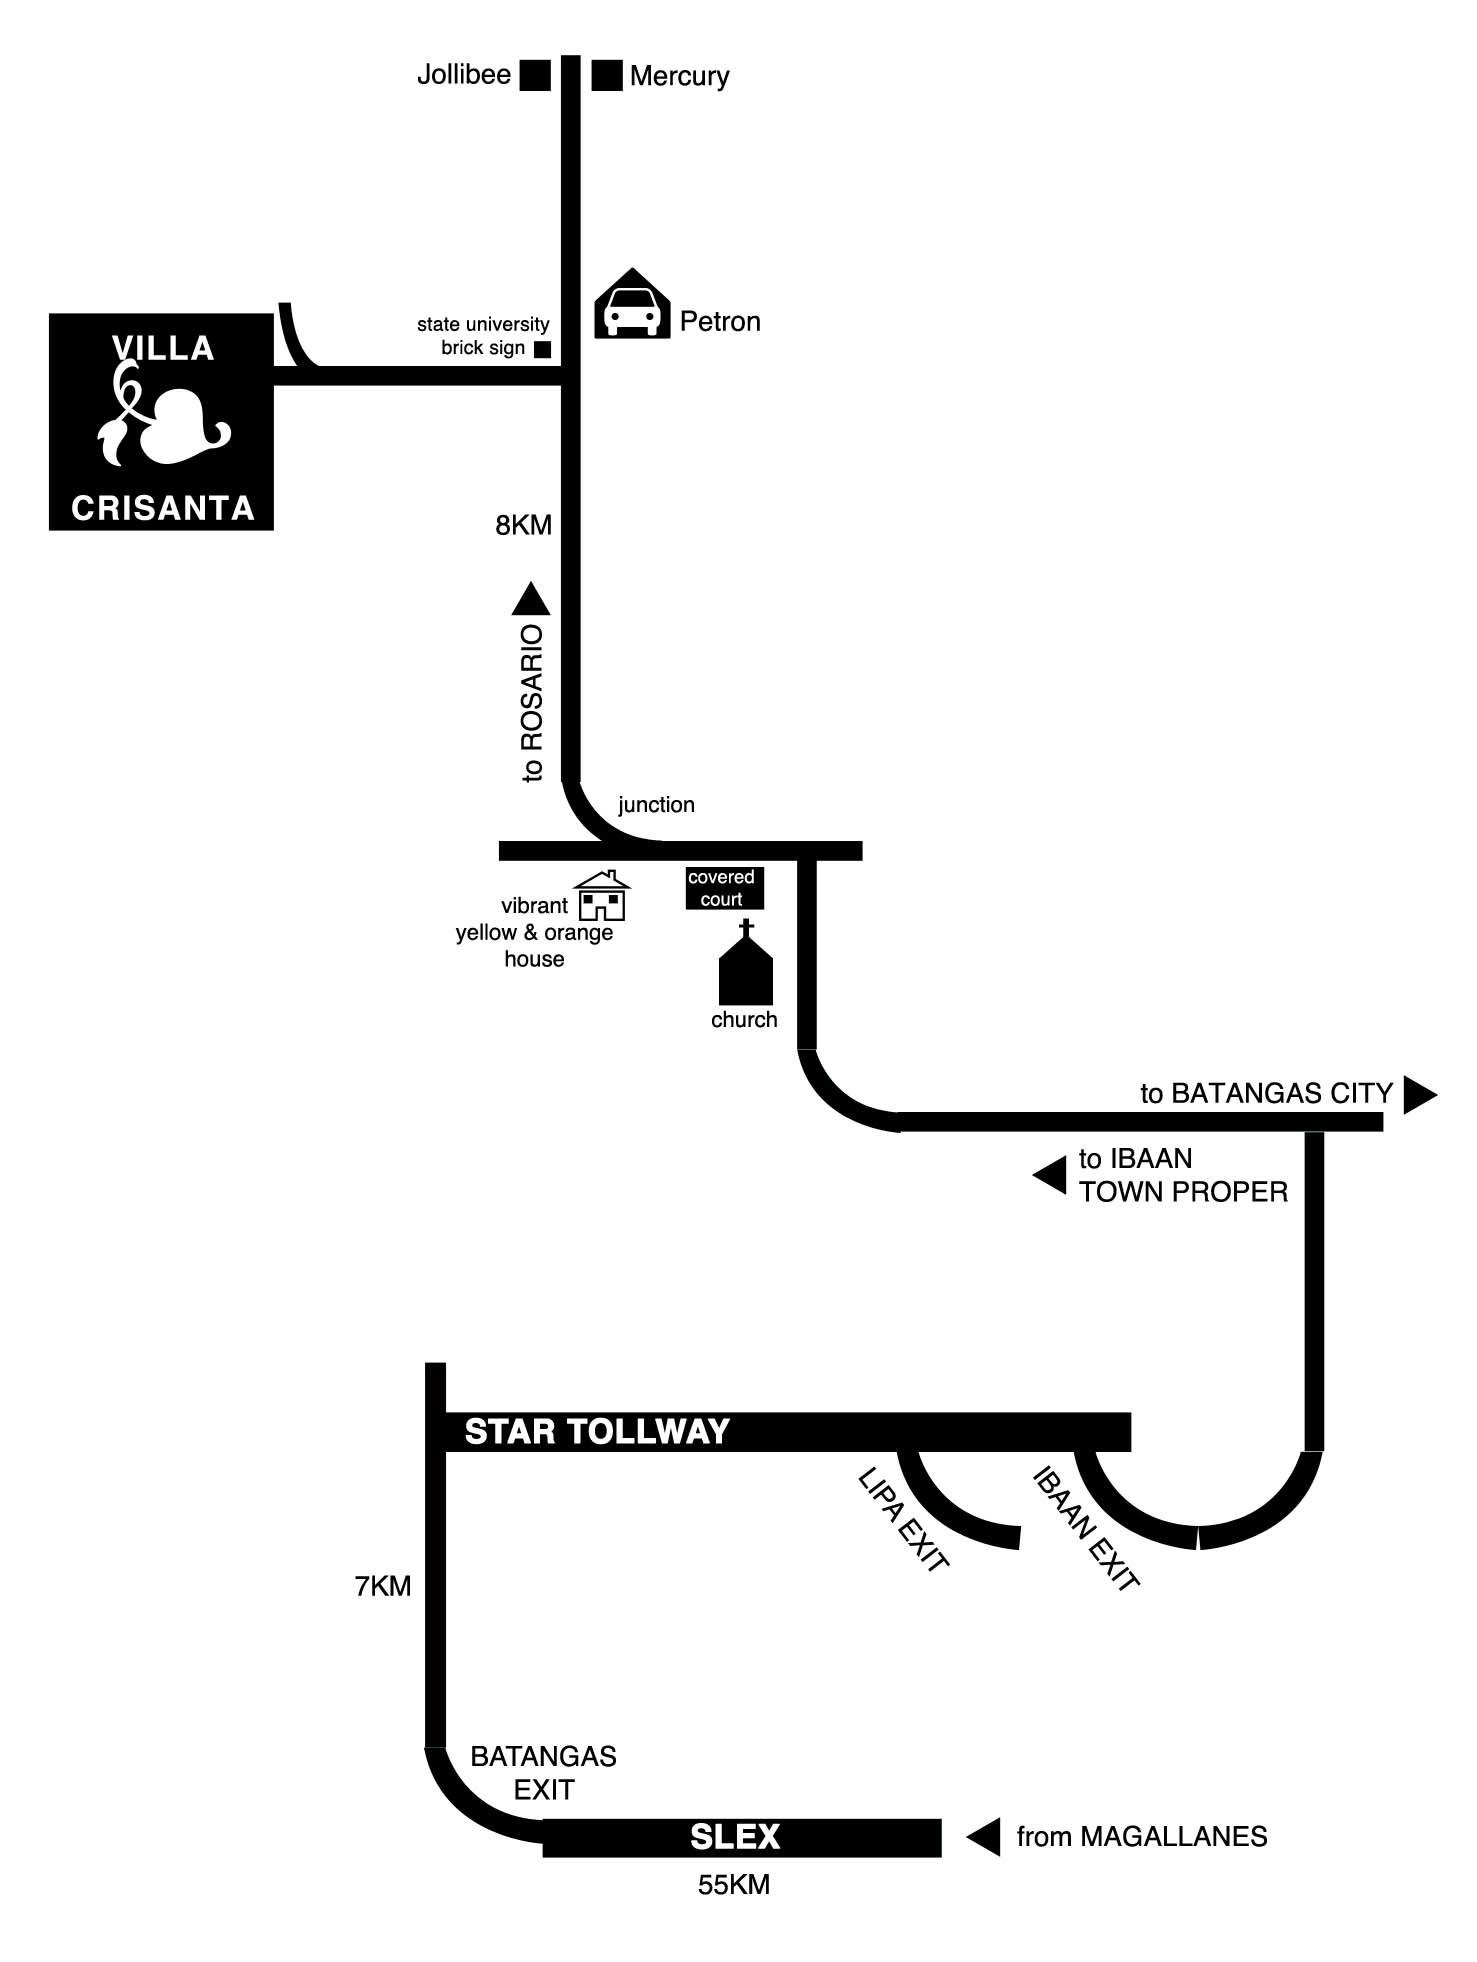 Jollibee
Mercury
state university
brick sign
Petron
VILLA
CRISANTA
8KM
to ROSARIO
junction
covered
court
vibrant
yellow & orange
house
church
to BATANGAS CITY
to IBAAN
TOWN PROPER
STAR TOLLWAY
LIPA EXIT
IBAAN EXIT
7KM
BATANGAS
EXIT
SLEX
from MAGALLANES
55KM